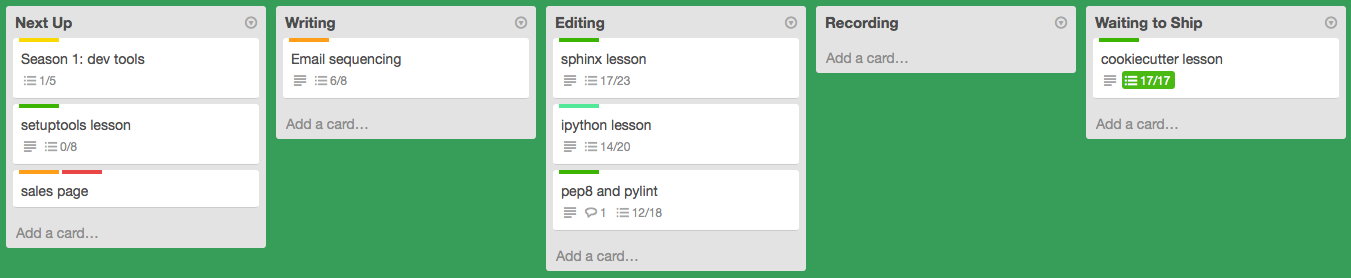 Next Up
Season 1: dev tools
1/5
setuptools lesson
0/8
sales page
Add a card…
Writing
Email sequencing
6/8
Add a card…
Editing
sphinx lesson
17/23
ipython lesson
14/20
pep8 and pylint
1 12/18
Add a card…
Recording
Add a card…
Waiting to Ship
cookiecutter lesson
17/17
Add a card…